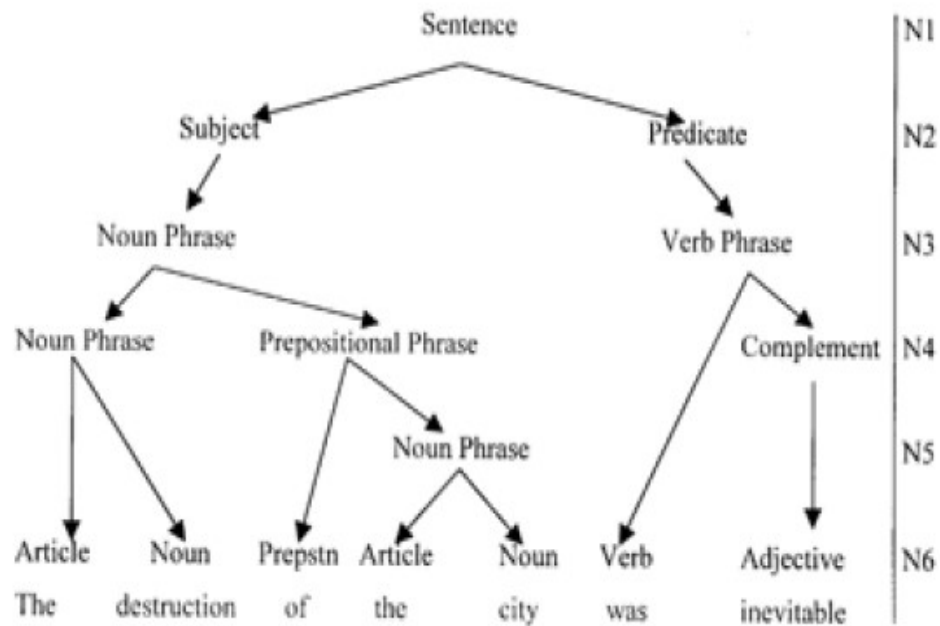 Sentence N1
Subject Predicate N2
Noun Phrase Verb Phrase N3
Noun Phrase Prepositional Phrase Complement N4
Noun Phrase N5
Article Noun Prepstn Article Noun Verb Adjective N6
The destruction of the city was inevitable